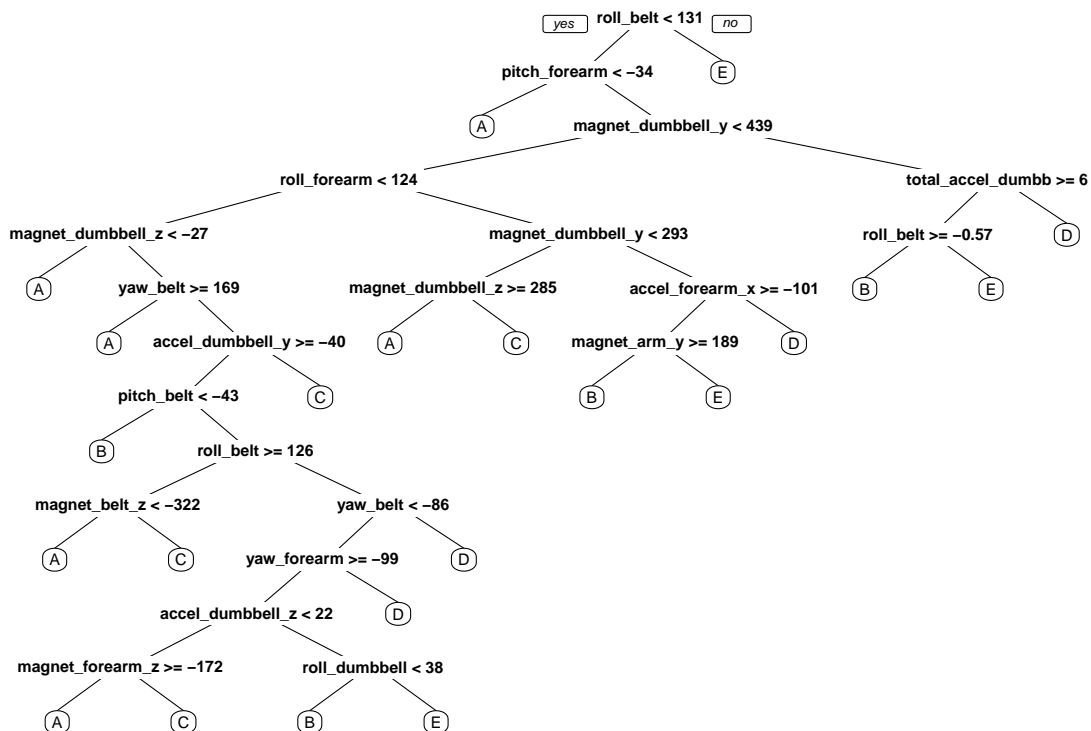 yes roll_belt < 131 no
pitch_forearm < −34 E
A magnet_dumbbell_y < 439
roll_forearm < 124 total_accel_dumbb >= 6
magnet_dumbbell_z < −27 magnet_dumbbell_y < 293 roll_belt >= −0.57 D
A yaw_belt >= 169 magnet_dumbbell_z >= 285 accel_forearm_x >= −101 B E
A accel_dumbbell_y >= −40 A C magnet_arm_y >= 189 D
pitch_belt < −43 C B E
B roll_belt >= 126
magnet_belt_z < −322 yaw_belt < −86
A C yaw_forearm >= −99 D
accel_dumbbell_z < 22 D
magnet_forearm_z >= −172 roll_dumbbell < 38
A C B E